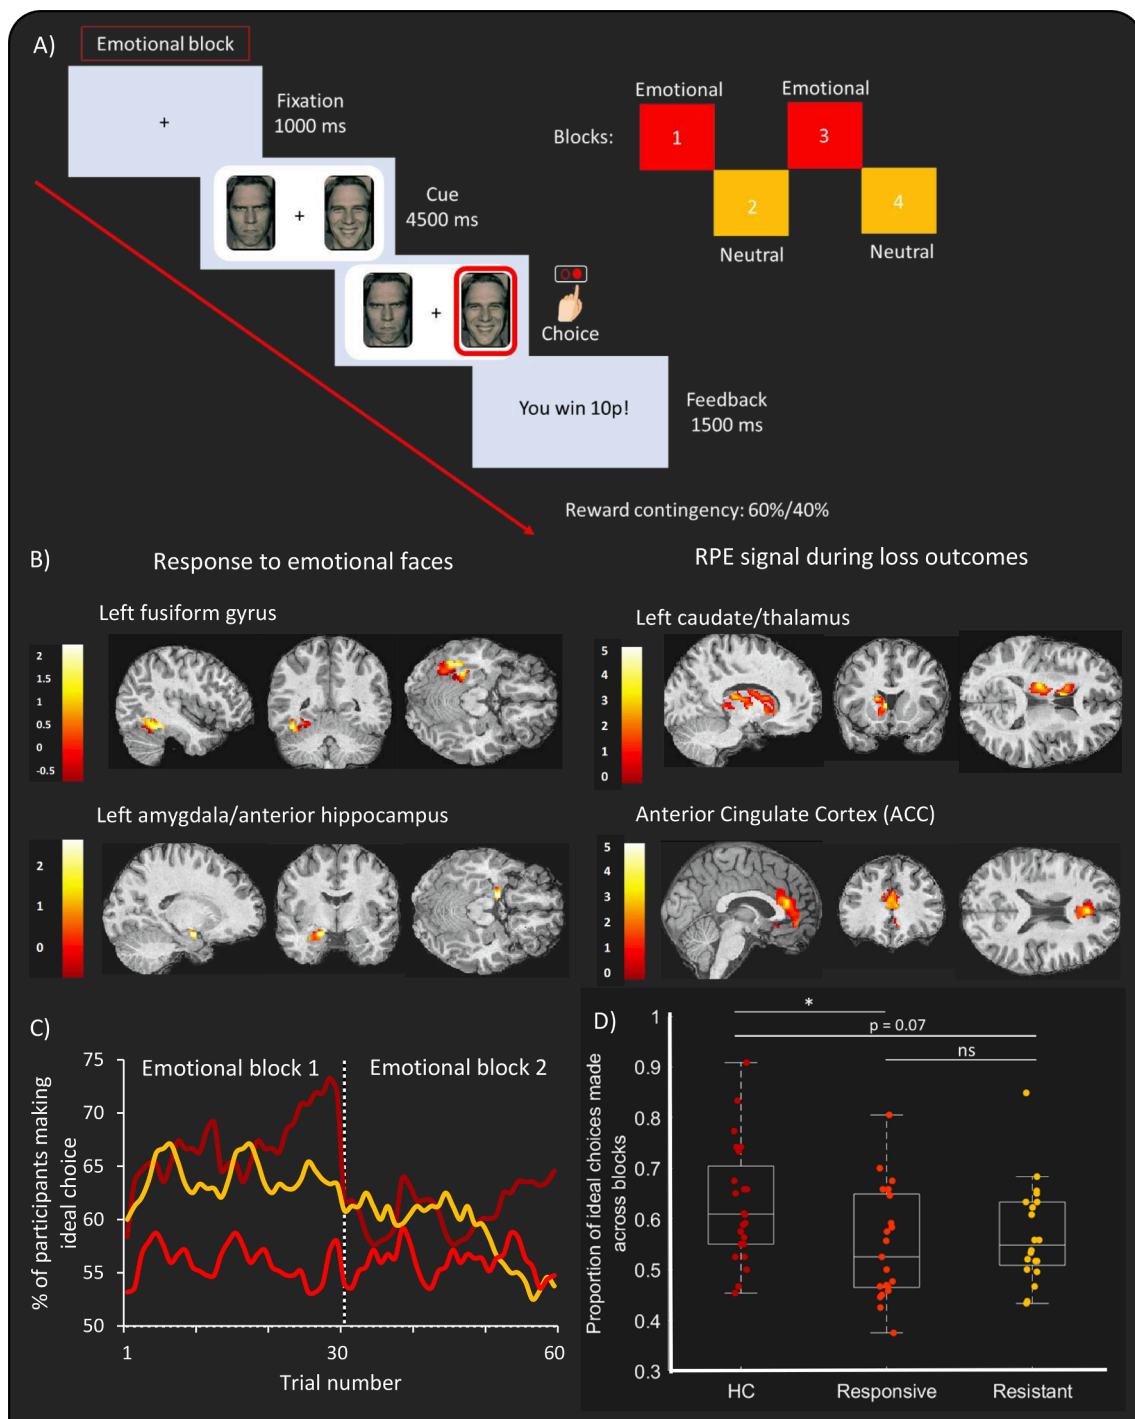 A)
Emotional block
+
Fixation
1000 ms
+
Cue
4500 ms
+
Choice
You win 10p!
Feedback
1500 ms
Reward contingency: 60%/40%
Blocks:
Emotional
Emotional
1
3
2
4
Neutral
Neutral
B)
Response to emotional faces
RPE signal during loss outcomes
Left fusiform gyrus
2
1.5
1
0.5
0
-0.5
Left caudate/thalamus
5
4
3
2
1
0
Left amygdala/anterior hippocampus
2
1
0
Anterior Cingulate Cortex (ACC)
5
4
3
2
1
0
C)
% of participants making
ideal choice
75
70
65
60
55
50
Emotional block 1
Emotional block 2
1
30
60
Trial number
D)
Proportion of ideal choices made
across blocks
1
0.9
0.8
0.7
0.6
0.5
0.4
0.3
*
p = 0.07
ns
HC
Responsive
Resistant